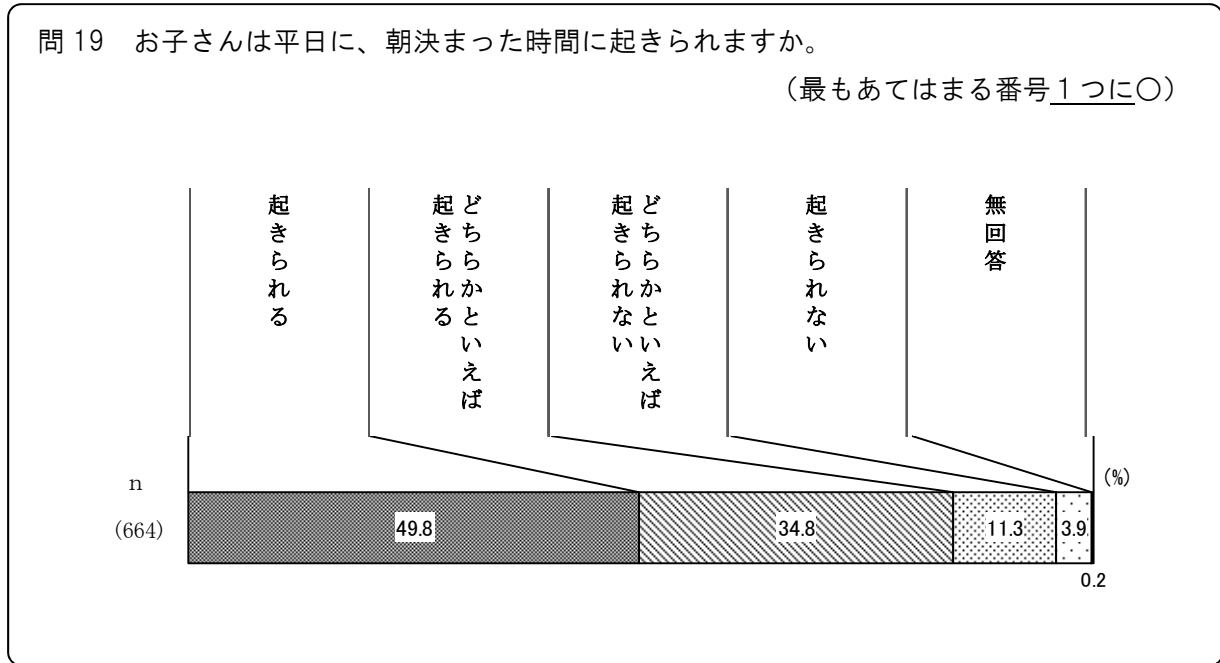 問19 お子さんは平日に、朝決まった時間に起きられますか。
（最もあてはまる番号１つに○）
起きられる
どちらかといえば
起きられる
どちらかといえば
起きられない
起きられない
無回答
(%)
n
(664)
49.8
34.8
11.3
3.9
0.2